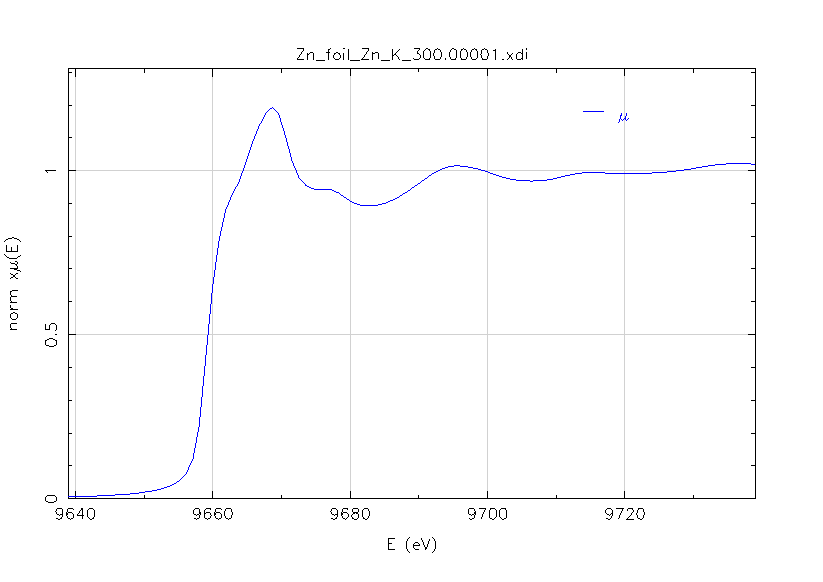 Zn_foil_Zn_K_300.00001.xdi
μ
norm xμ(E)
1
0.5
0
9640 9660 9680 9700 9720
E (eV)